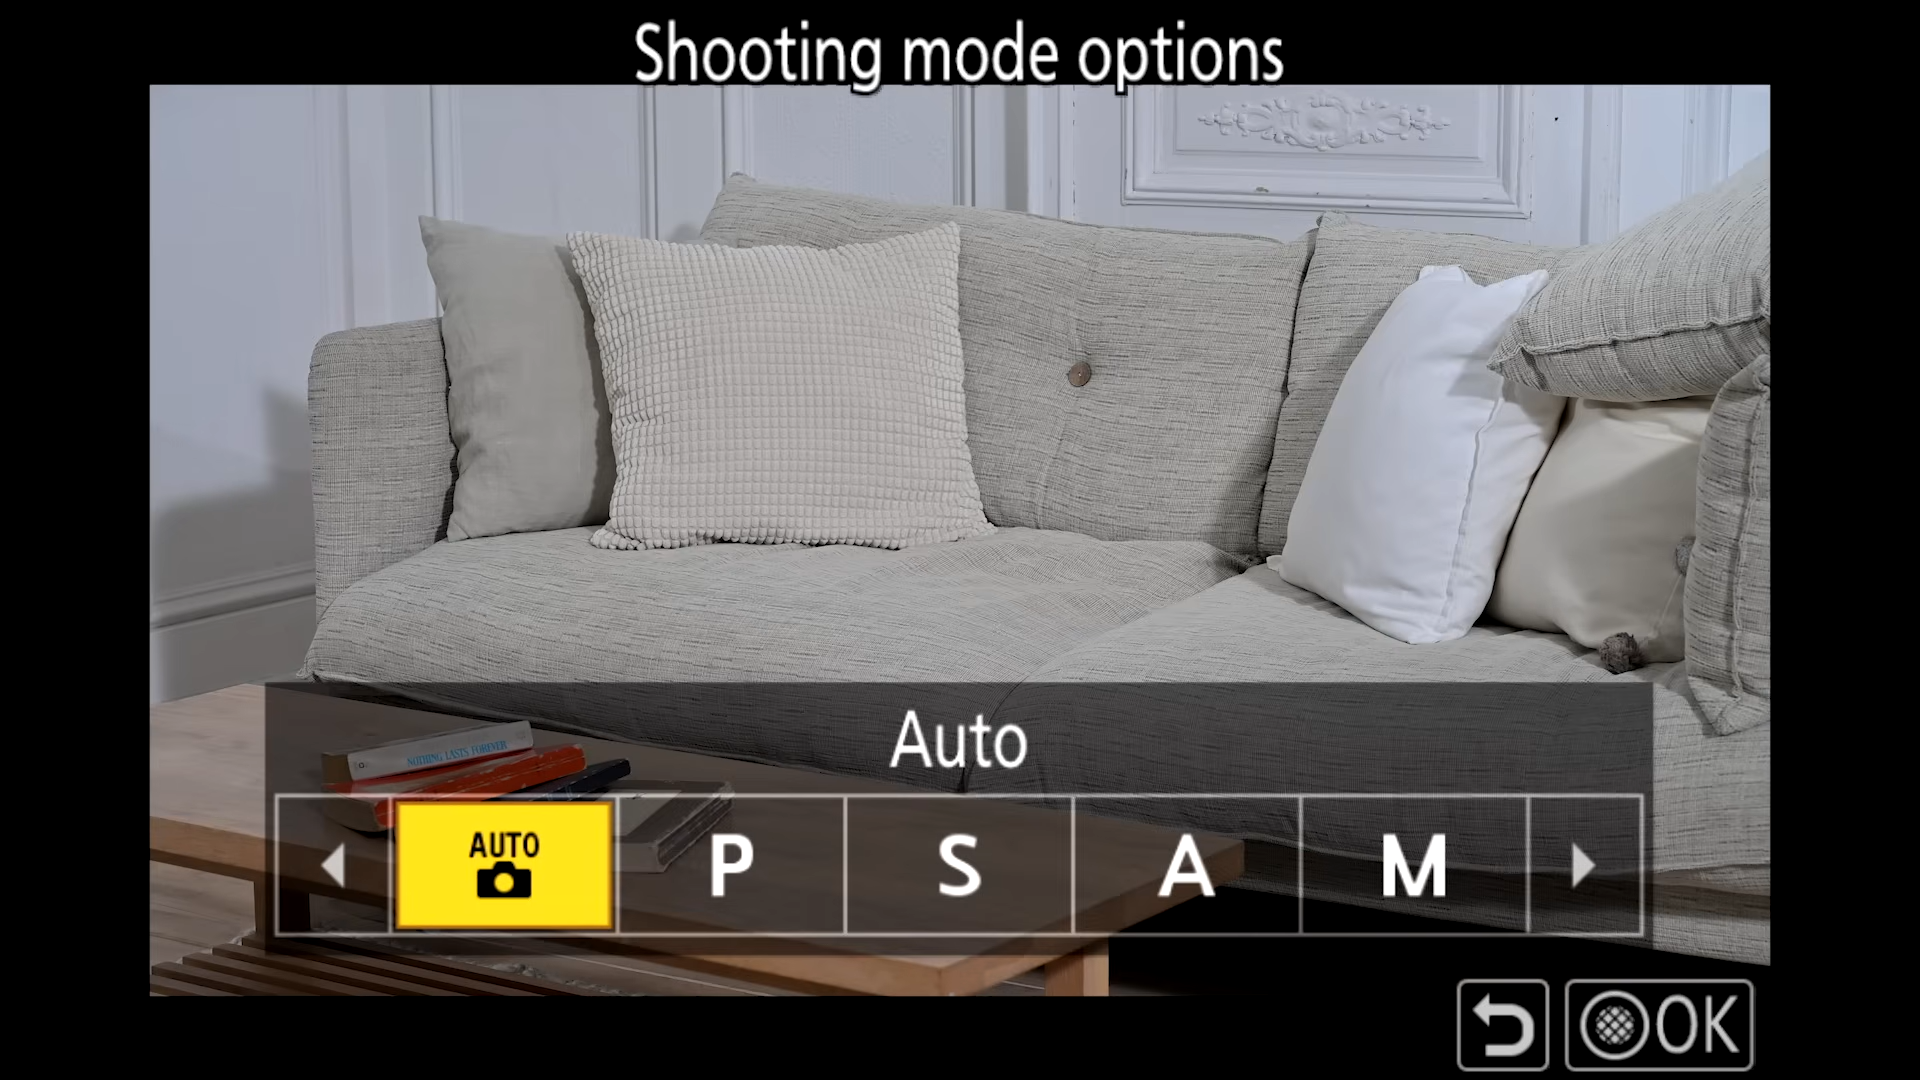 Shooting mode options
NOTHING LASTS FOREVER
Auto
AUTO P S A M
OK